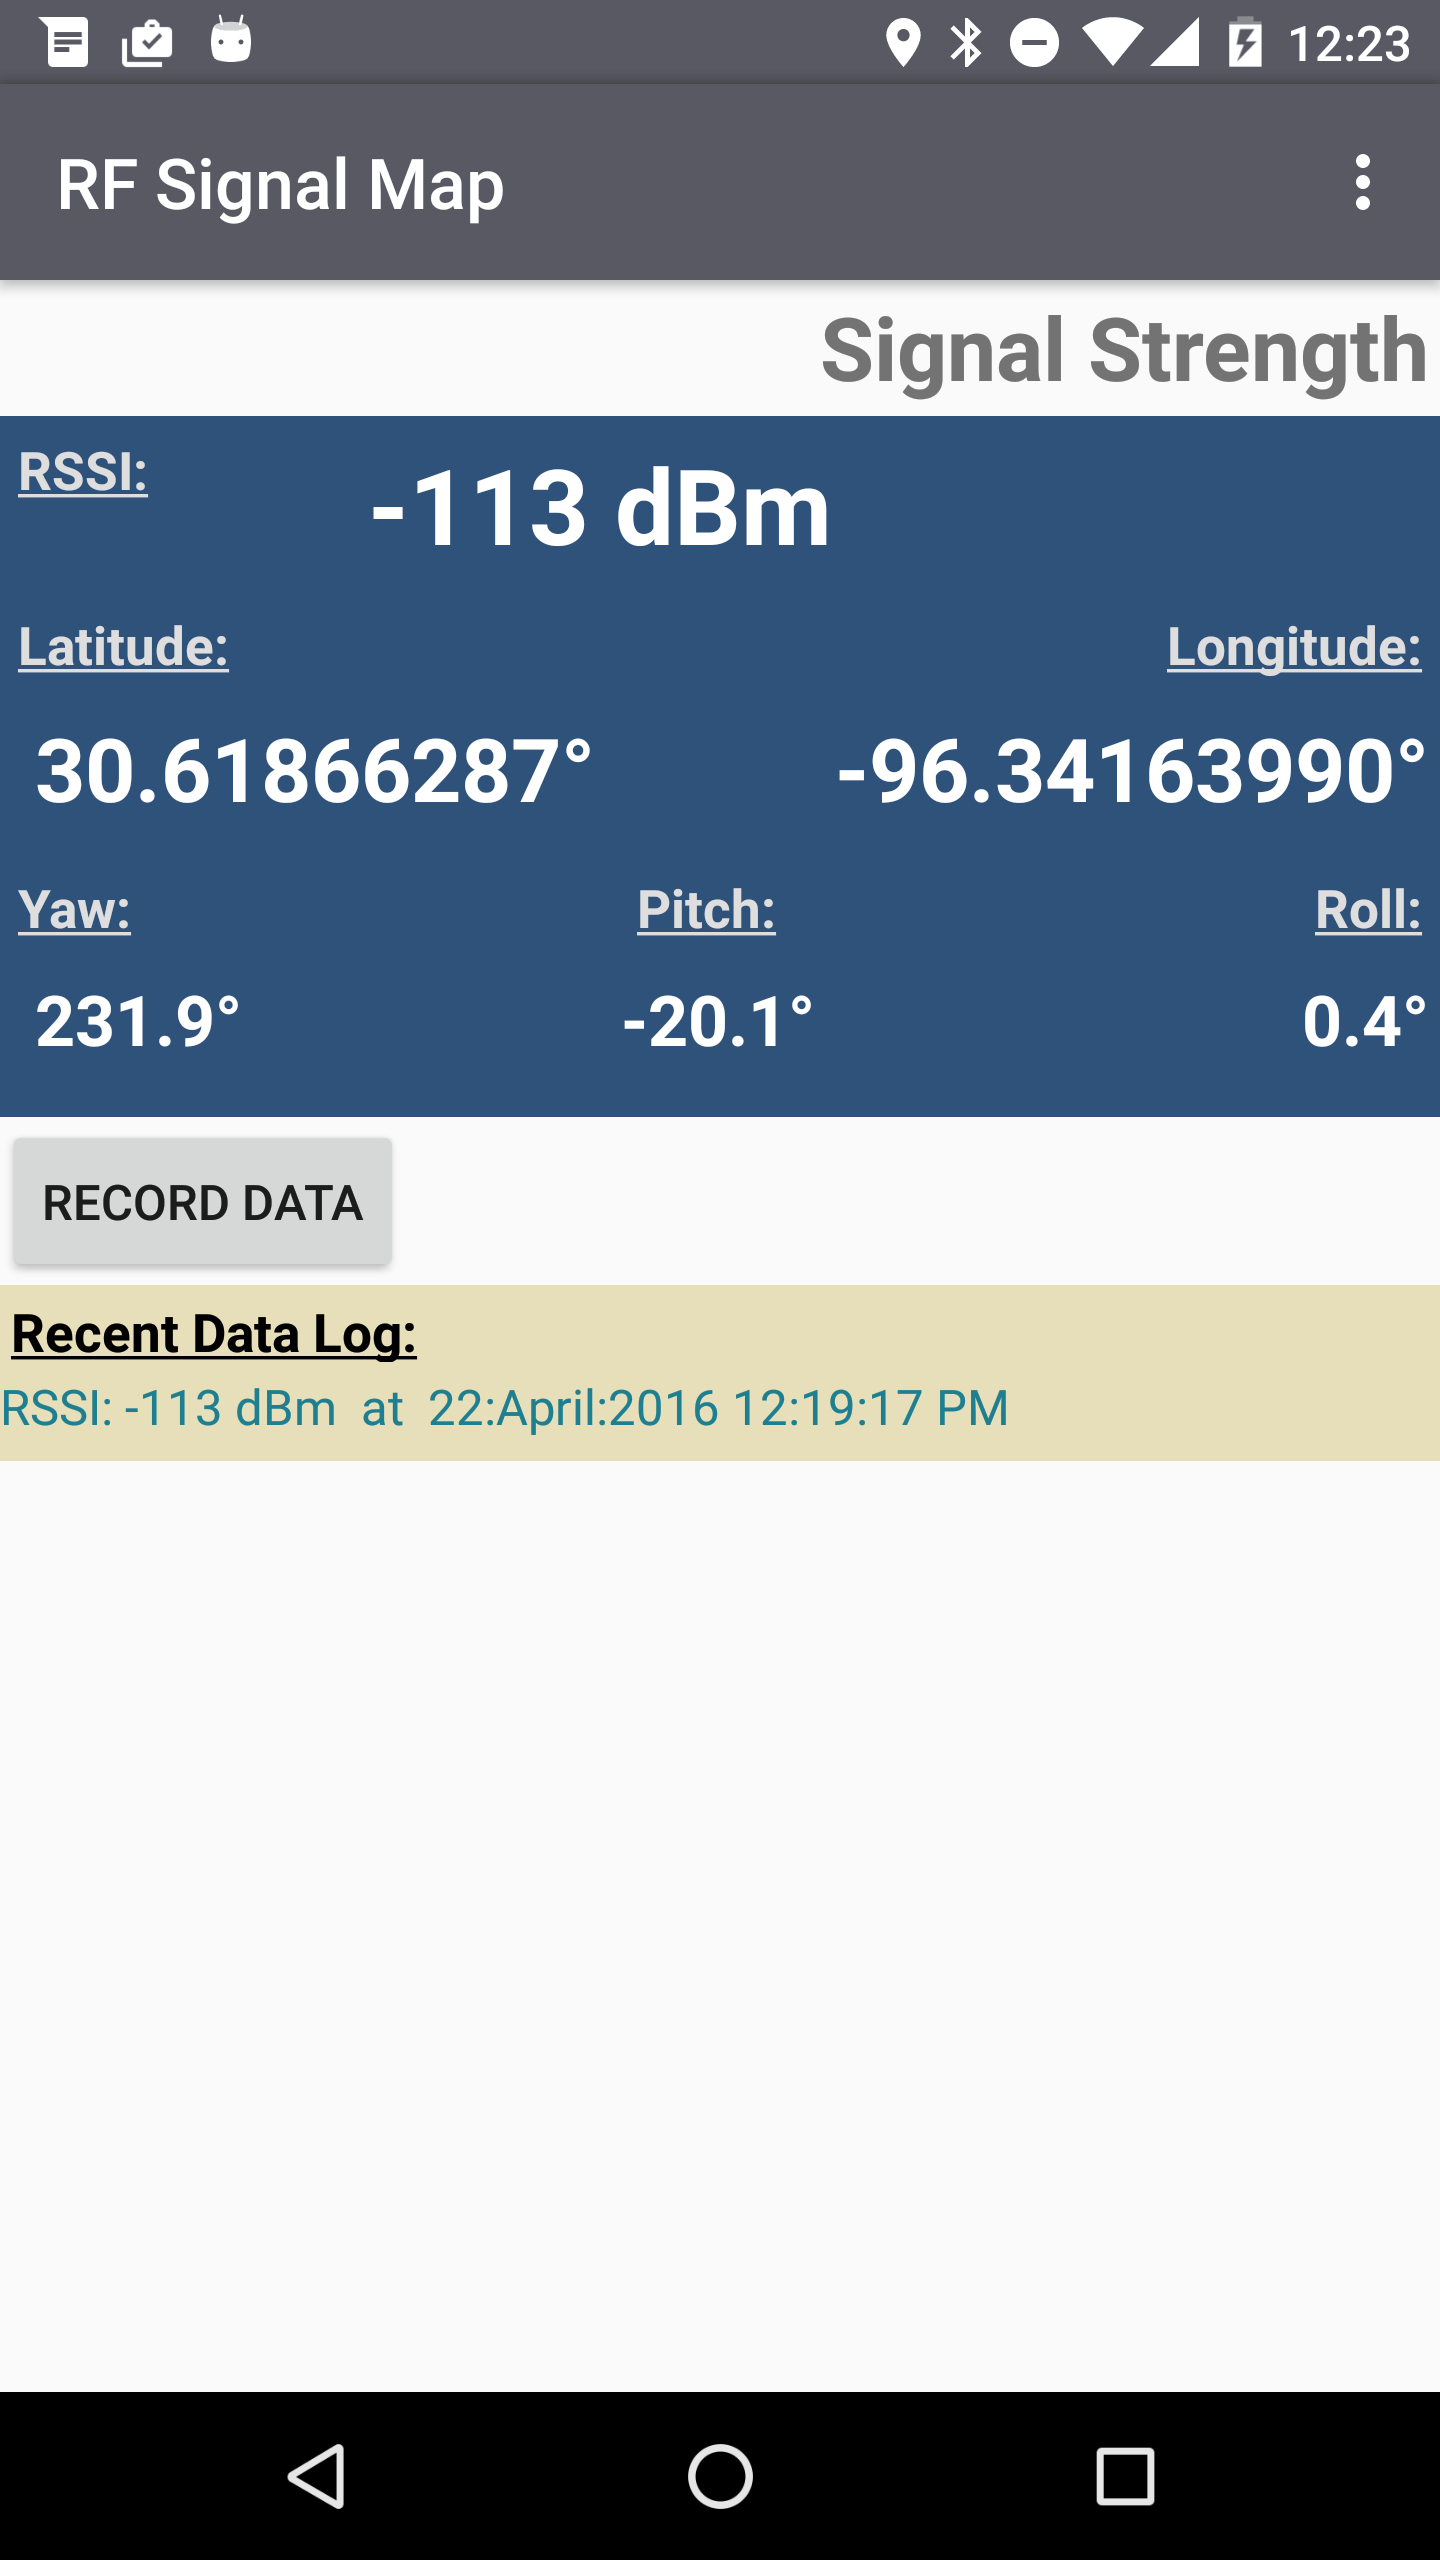 12:23
RF Signal Map
Signal Strength
RSSI: -113 dBm
Latitude: Longitude:
30.61866287° -96.34163990°
Yaw: Pitch: Roll:
231.9° -20.1° 0.4°
RECORD DATA
Recent Data Log:
RSSI: -113 dBm  at  22:April:2016 12:19:17 PM